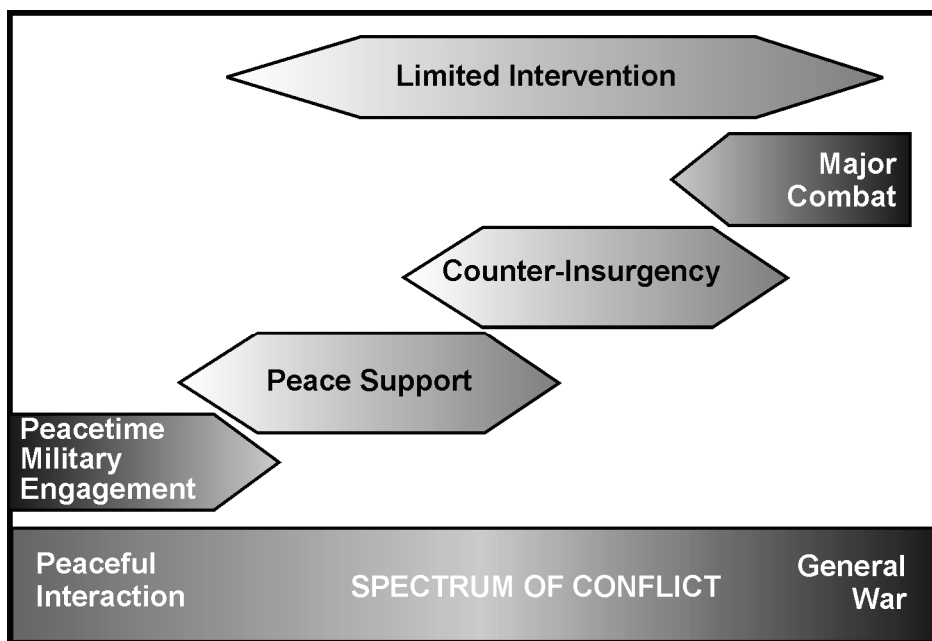 Limited Intervention
Major
Combat
Counter-Insurgency
Peace Support
Peacetime
Military
Engagement
Peaceful
Interaction
SPECTRUM OF CONFLICT
General
War